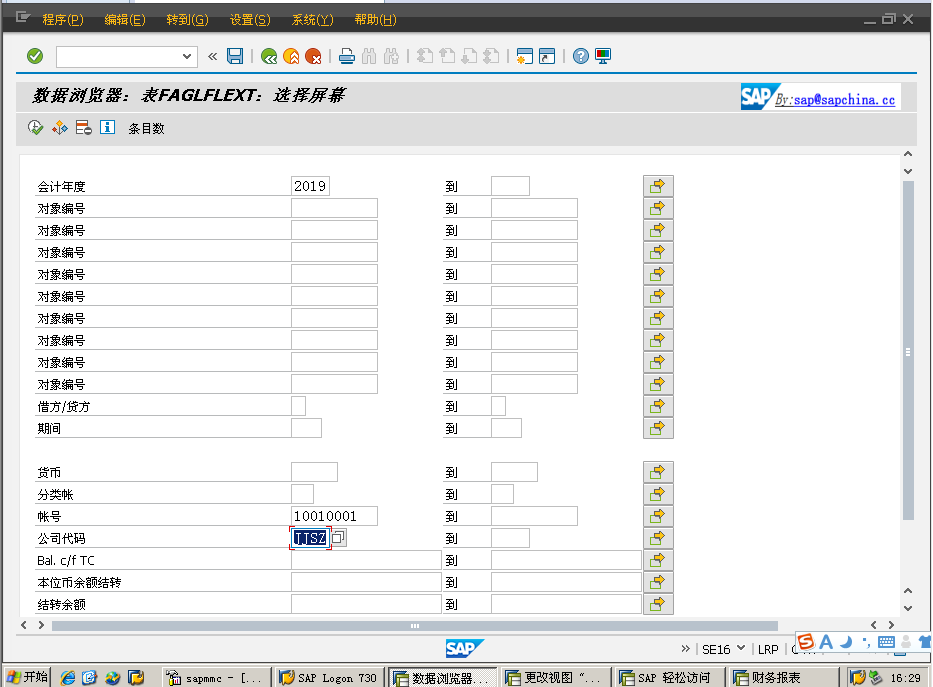 程序(P) 编辑(E) 转到(G) 设置(S) 系统(Y) 帮助(H)
数据浏览器：表FAGLFLEXT：选择屏幕
SAP By:sap@sapchina.cc
条目数
会计年度 2019 到
对象编号 到
对象编号 到
对象编号 到
对象编号 到
对象编号 到
对象编号 到
对象编号 到
对象编号 到
对象编号 到
借方/贷方 到
期间 到
货币 到
分类帐 到
帐号 10010001 到
公司代码 TJSZ 到
Bal. c/f TC 到
本位币余额结转 到
结转余额 到
SAP
SE16 LRP
开始 sapmmc - [... SAP Logon 730 数据浏览器... 更改视图 “... SAP 轻松访问 财务报表 16:29